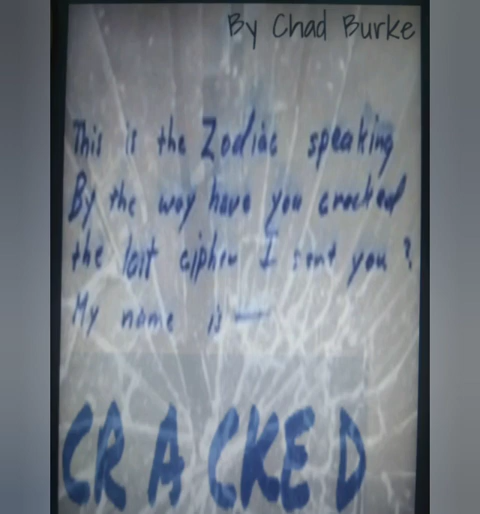 By Chad Burke
This is the Zodiac speaking
By the way have you cracked
the last cipher I sent you ?
My name is —
CRACKED